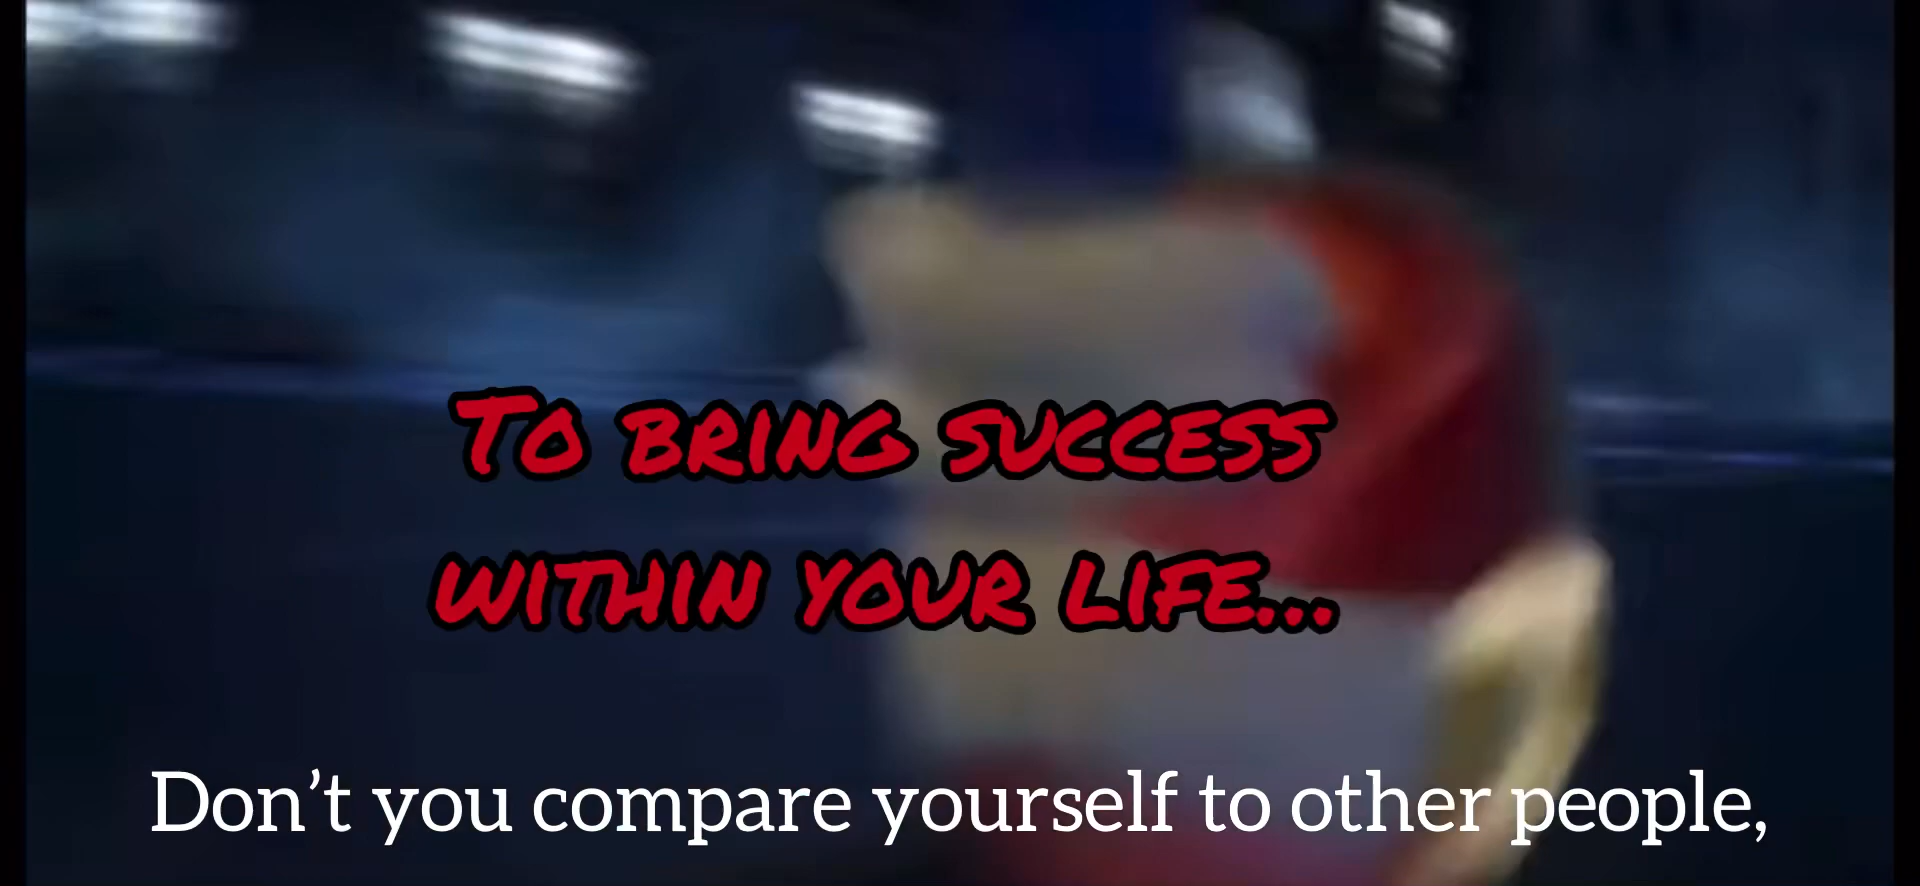 To bring success
within your life...
Don’t you compare yourself to other people,